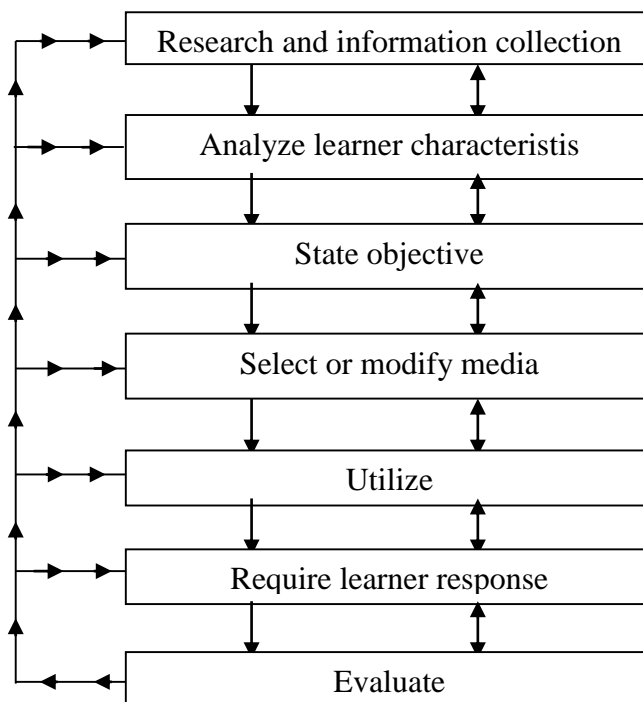 Research and information collection
Analyze learner characteristis
State objective
Select or modify media
Utilize
Require learner response
Evaluate